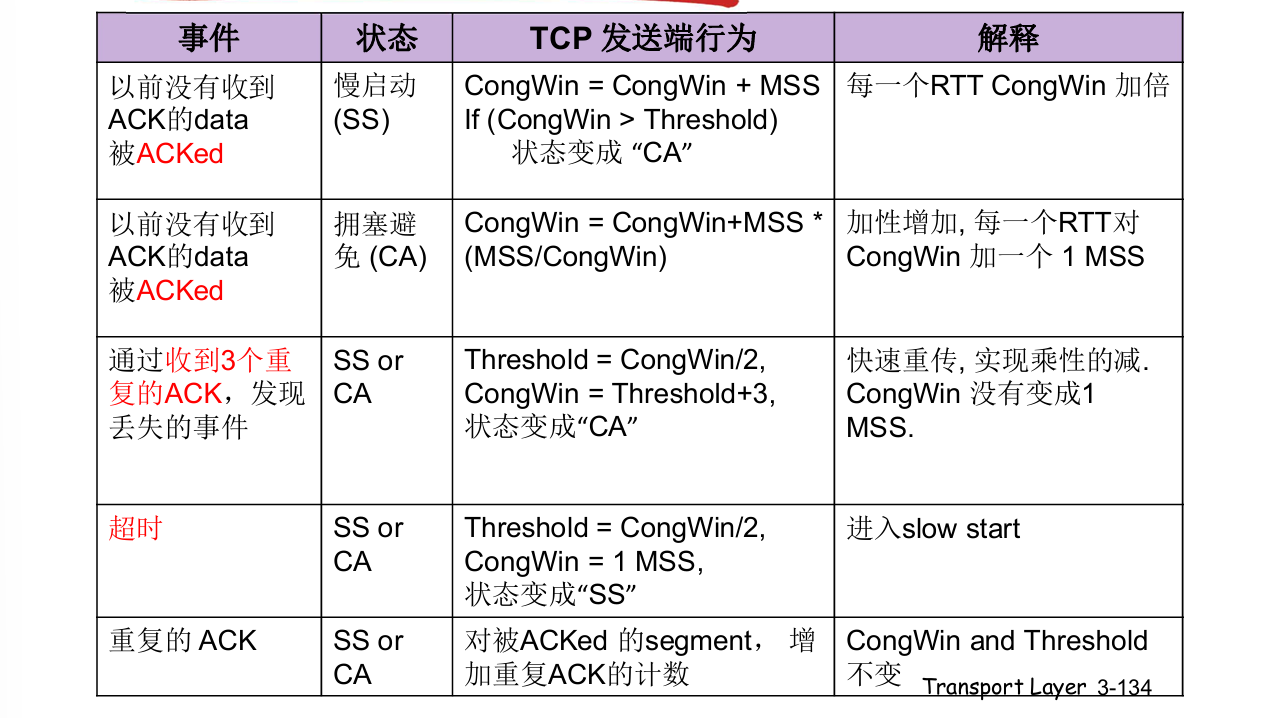 事件
状态
TCP 发送端行为
解释
以前没有收到
ACK的data
被ACKed
慢启动
(SS)
CongWin = CongWin + MSS
If (CongWin > Threshold)
状态变成 “CA”
每一个RTT CongWin 加倍
以前没有收到
ACK的data
被ACKed
拥塞避
免 (CA)
CongWin = CongWin+MSS *
(MSS/CongWin)
加性增加, 每一个RTT对
CongWin 加一个 1 MSS
通过收到3个重
复的ACK，发现
丢失的事件
SS or
CA
Threshold = CongWin/2,
CongWin = Threshold+3,
状态变成“CA”
快速重传, 实现乘性的减.
CongWin 没有变成1
MSS.
超时
SS or
CA
Threshold = CongWin/2,
CongWin = 1 MSS,
状态变成“SS”
进入slow start
重复的 ACK
SS or
CA
对被ACKed 的segment， 增
加重复ACK的计数
CongWin and Threshold
不变
Transport Layer 3-134